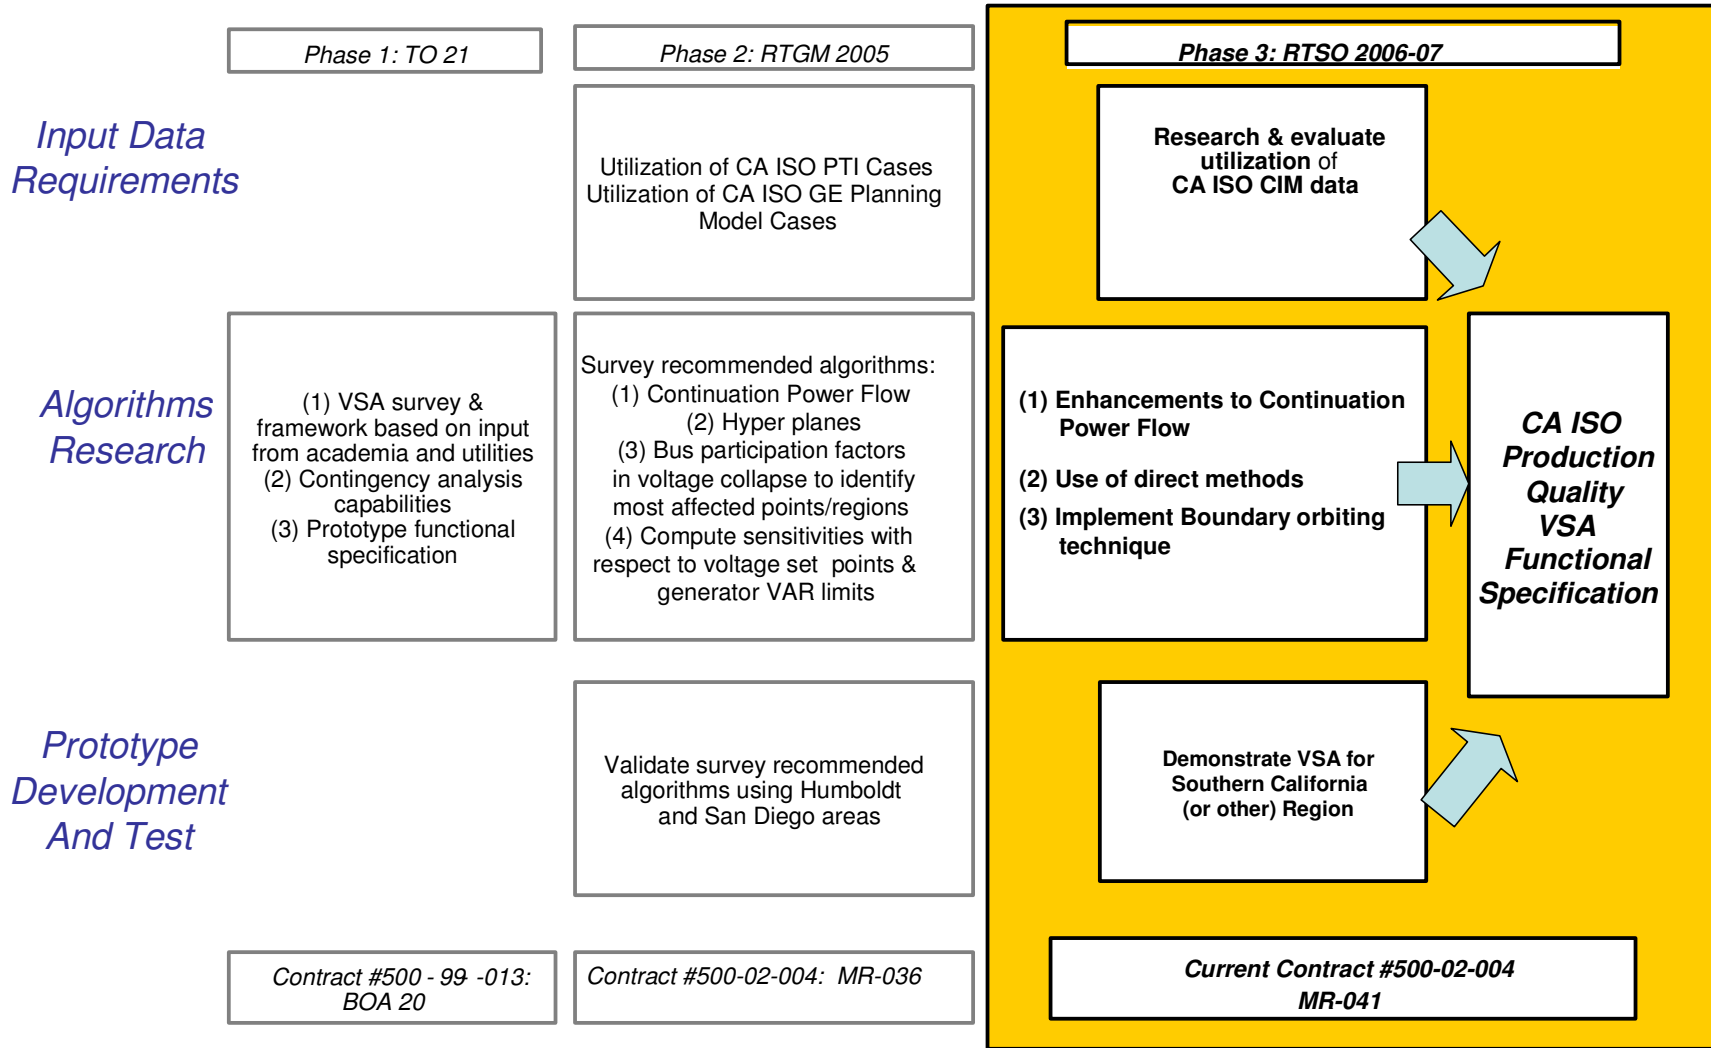 Phase 1: TO 21
Phase 2: RTGM 2005
Phase 3: RTSO 2006-07
Input Data
Requirements
Utilization of CA ISO PTI Cases
Utilization of CA ISO GE Planning
Model Cases
Research & evaluate
utilization of
CA ISO CIM data
Algorithms
Research
(1) VSA survey &
framework based on input
from academia and utilities
(2) Contingency analysis
capabilities
(3) Prototype functional
specification
Survey recommended algorithms:
(1) Continuation Power Flow
(2) Hyper planes
(3) Bus participation factors
in voltage collapse to identify
most affected points/regions
(4) Compute sensitivities with
respect to voltage set points &
generator VAR limits
(1) Enhancements to Continuation
Power Flow
(2) Use of direct methods
(3) Implement Boundary orbiting
technique
CA ISO
Production
Quality
VSA
Functional
Specification
Prototype
Development
And Test
Validate survey recommended
algorithms using Humboldt
and San Diego areas
Demonstrate VSA for
Southern California
(or other) Region
Contract #500 - 99 -013:
BOA 20
Contract #500-02-004: MR-036
Current Contract #500-02-004
MR-041